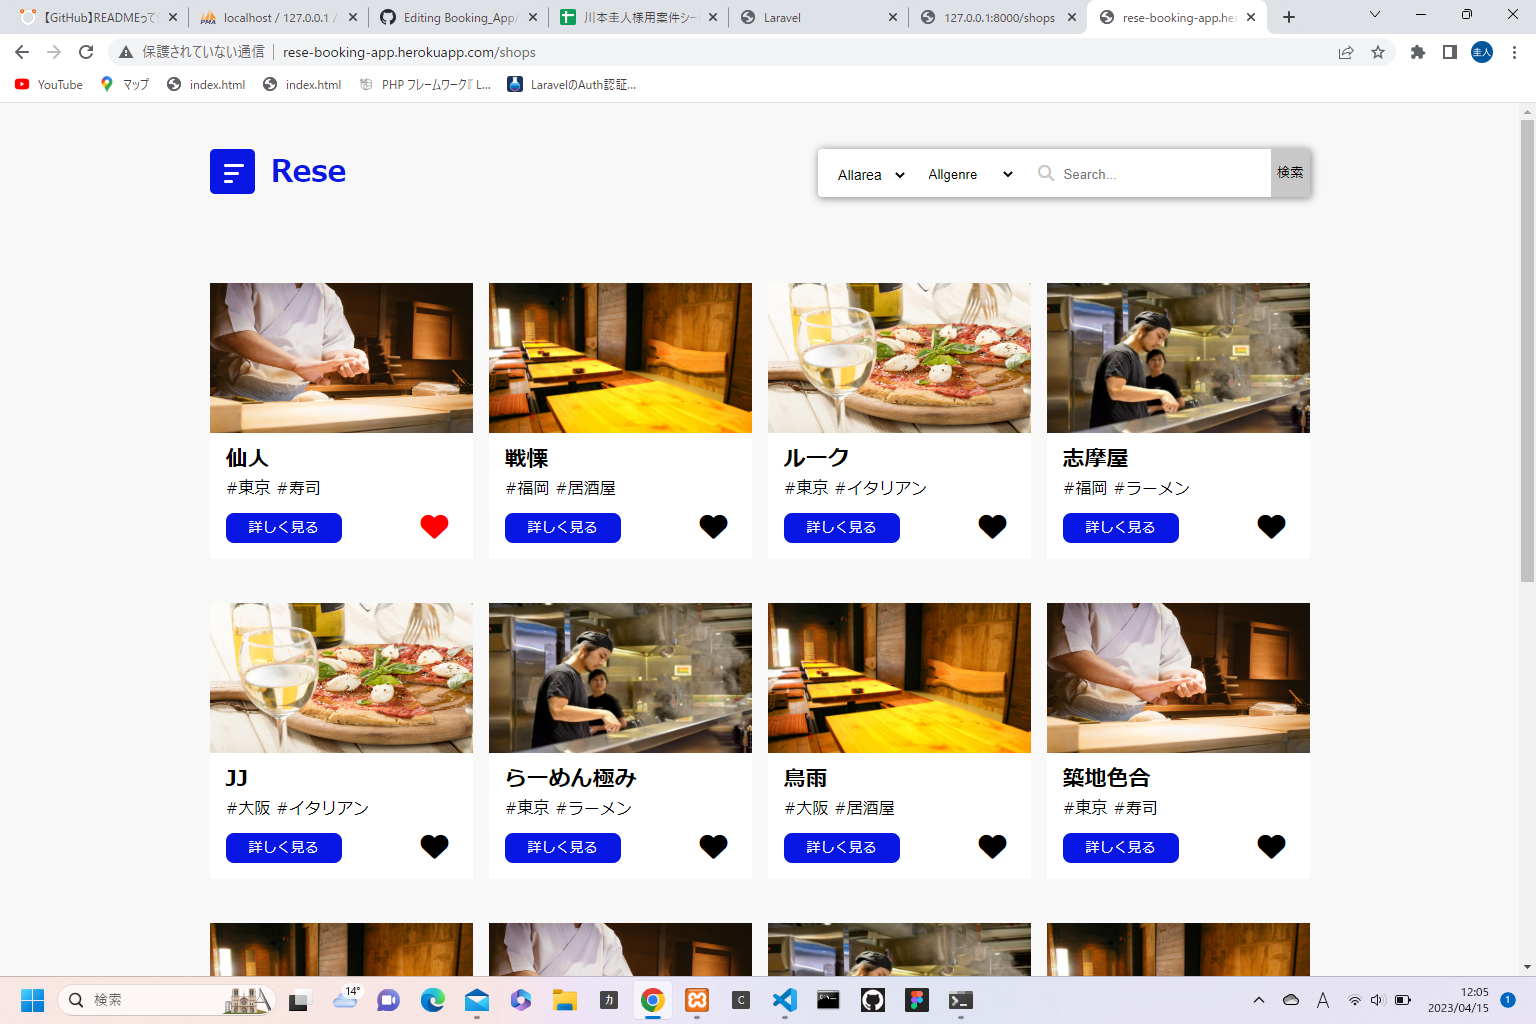 【GitHub】READMEって
localhost / 127.0.0.1 /
Editing Booking_App/
川本圭人様用案件シー
Laravel
127.0.0.1:8000/shops
rese-booking-app.her
保護されていない通信
rese-booking-app.herokuapp.com/shops
圭人
YouTube
マップ
index.html
index.html
PHP フレームワーク『 L...
LaravelのAuth認証...
Rese
Allarea
Allgenre
Search...
検索
仙人
#東京 #寿司
詳しく見る
戦慄
#福岡 #居酒屋
詳しく見る
ルーク
#東京 #イタリアン
詳しく見る
志摩屋
#福岡 #ラーメン
詳しく見る
JJ
#大阪 #イタリアン
詳しく見る
らーめん極み
#東京 #ラーメン
詳しく見る
鳥雨
#大阪 #居酒屋
詳しく見る
築地色合
#東京 #寿司
詳しく見る
検索
14°
カ
C
A
12:05
2023/04/15
1